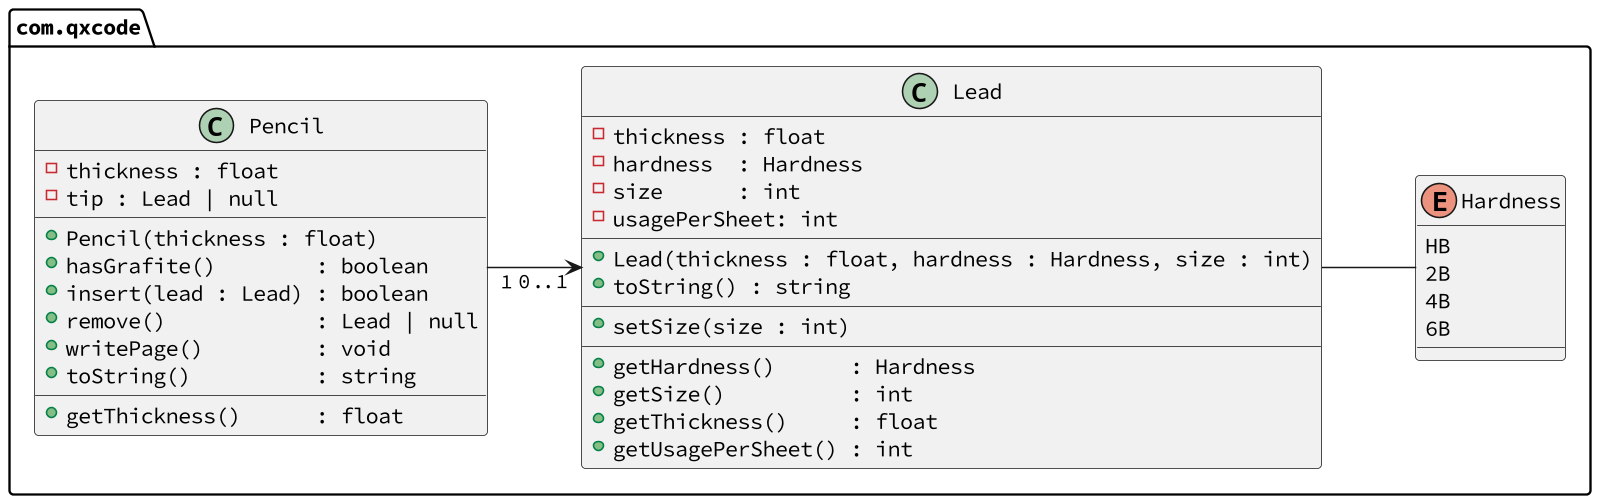 com.qxcode
C Pencil
thickness : float
tip : Lead | null
Pencil(thickness : float)
hasGrafite()        : boolean
insert(lead : Lead) : boolean
remove()            : Lead | null
writePage()         : void
toString()          : string
getThickness()      : float
1 0..1
C Lead
thickness : float
hardness  : Hardness
size      : int
usagePerSheet: int
Lead(thickness : float, hardness : Hardness, size : int)
toString() : string
setSize(size : int)
getHardness()      : Hardness
getSize()          : int
getThickness()     : float
getUsagePerSheet() : int
E Hardness
HB
2B
4B
6B